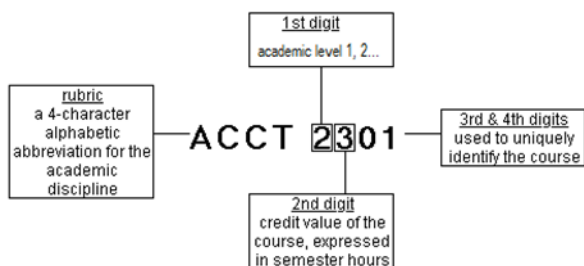 1st digit
academic level 1, 2...
rubric
a 4-character
alphabetic
abbreviation for the
academic
discipline
ACCT 2301
3rd & 4th digits
used to uniquely
identify the course
2nd digit
credit value of the
course, expressed
in semester hours